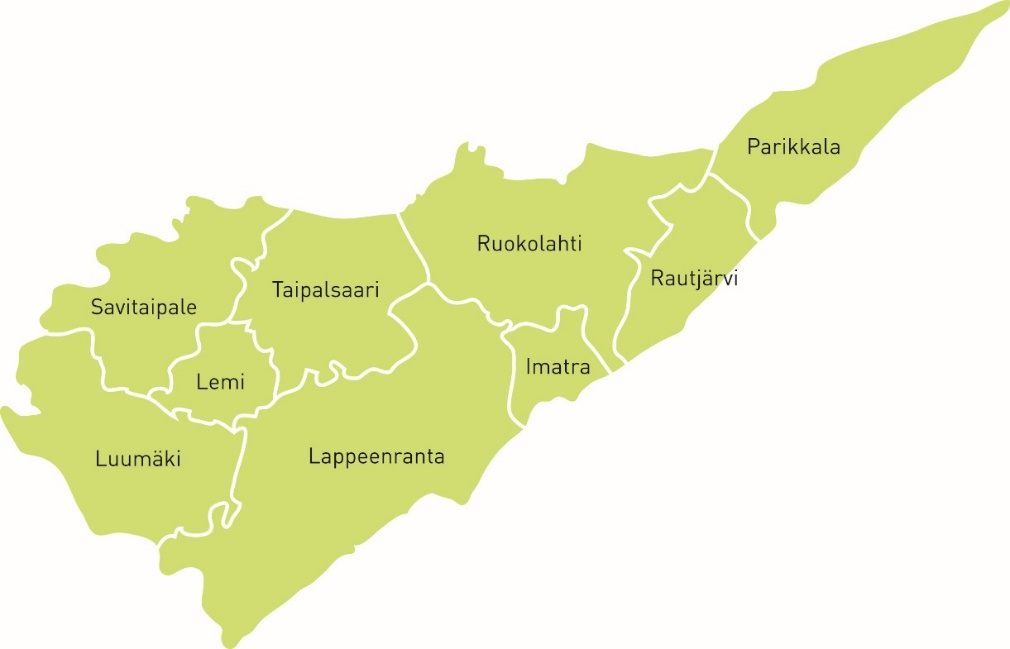 Parikkala
Ruokolahti
Rautjärvi
Taipalsaari
Savitaipale
Imatra
Lemi
Lappeenranta
Luumäki